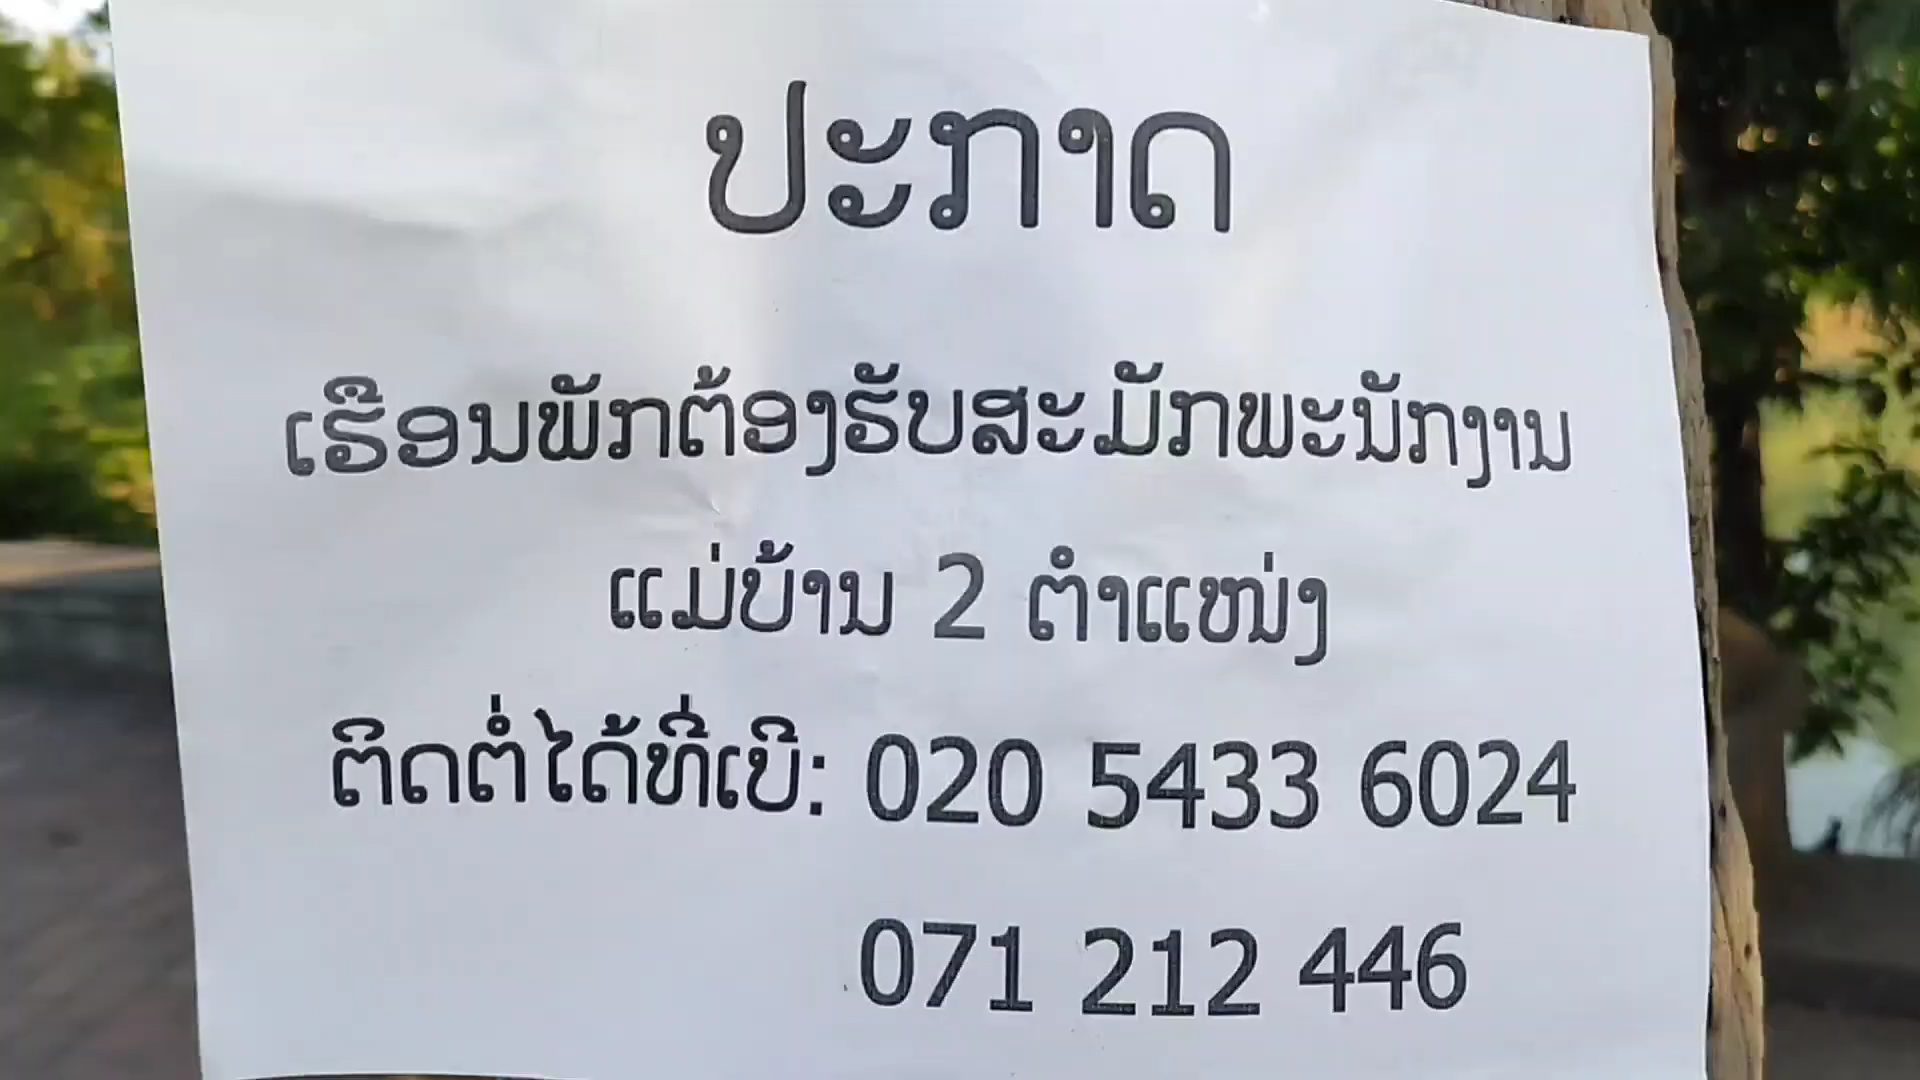 ປະກາດ
ເຮືອນພັກຕ້ອງຮັບສະມັກພະນັກງານ
ແມ່ບ້ານ 2 ຕຳແໜ່ງ
ຕິດຕໍ່ໄດ້ທີ່ເບີ: 020 5433 6024
071 212 446